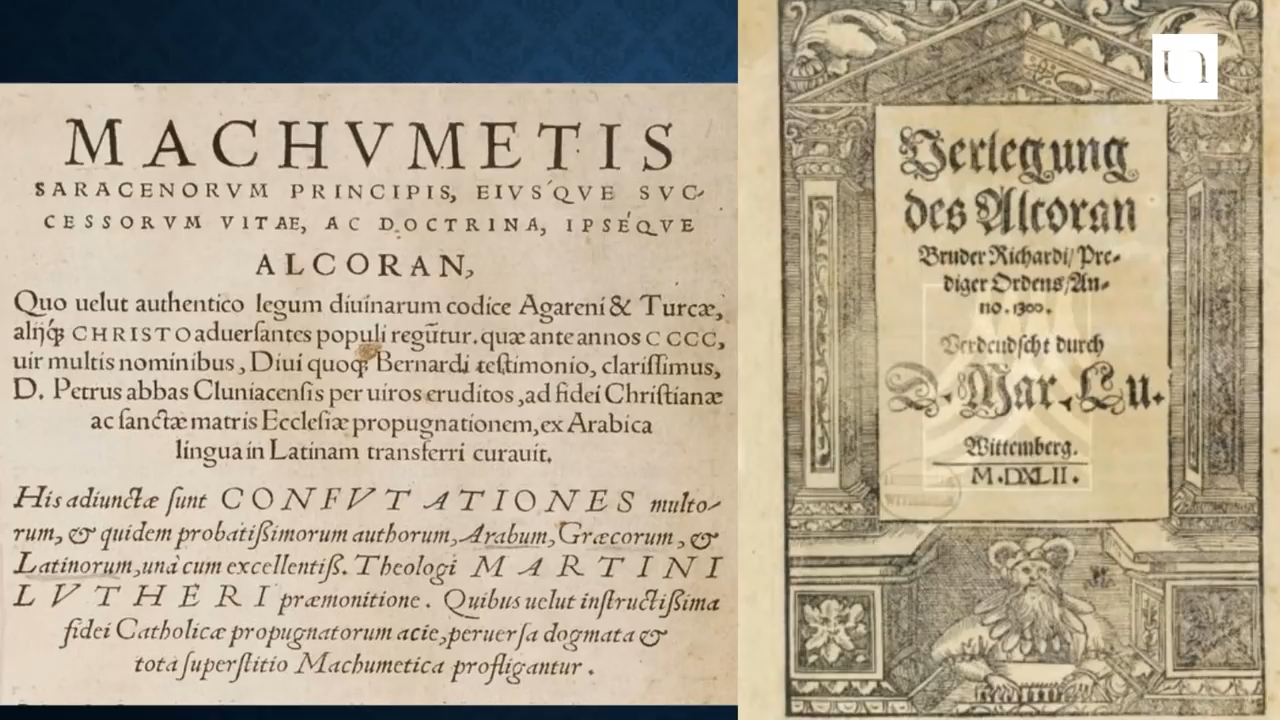 MACHVMETIS
SARACENORVM PRINCIPIS, EIVS'QVE SVC-
CESSORVM VITAE, AC DOCTRINA, IPSÉQVE
ALCORAN,
Quo uelut authentico legum diuinarum codice Agareni & Turcæ,
alijq́ꝫ CHRISTO aduerſantes populi regũtur. quæ ante annos CCCC,
uir multis nominibus, Diui quoqꝫ Bernardi teſtimonio, clariſſimus,
D. Petrus abbas Cluniacenſis per uiros eruditos, ad fidei Chriſtianæ
ac ſanctæ matris Eccleſiæ propugnationem, ex Arabica
lingua in Latinam transferri curauit.
His adiunctæ ſunt CONFVTATIONES multo-
rum, & quidem probatißimorum authorum, Arabum, Græcorum, &
Latinorum, unà cum excellentiß. Theologi MARTINI
LVTHERI præmonitione. Quibus uelut inſtructißima
fidei Catholicæ propugnatorum acie, peruerſa dogmata &
tota ſuperſtitio Machumetica profligantur.
Verlegung
des Alcoran
Bruder Richardi/ Pre-
diger Ordens/ An-
no. 1300.
Verdeudſcht durch
D. Mar. Lu.
Wittemberg.
M.DXLII.